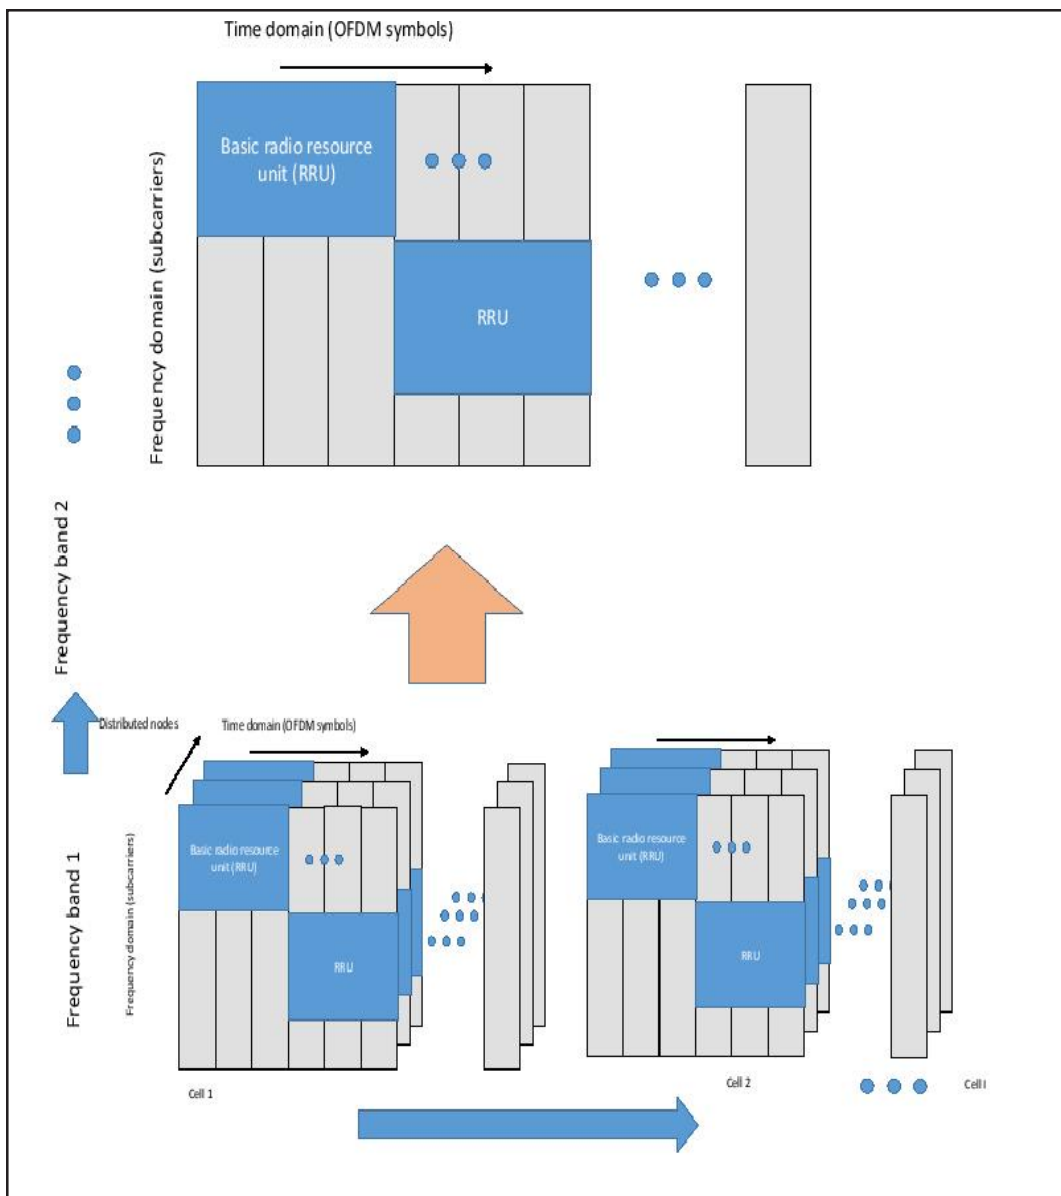 Time domain (OFDM symbols)
Frequency domain (subcarriers)
Basic radio resource
unit (RRU)
RRU
Frequency band 2
Distributed nodes
Time domain (OFDM symbols)
Frequency band 1
Frequency domain (subcarriers)
Basic radio resource
unit (RRU)
RRU
Basic radio resource
unit (RRU)
RRU
Cell 1
Cell 2
Cell I